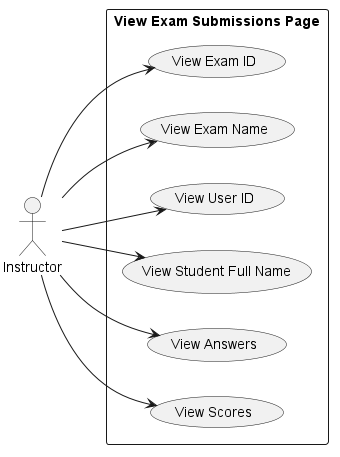 View Exam Submissions Page
View Exam ID
View Exam Name
View User ID
Instructor
View Student Full Name
View Answers
View Scores